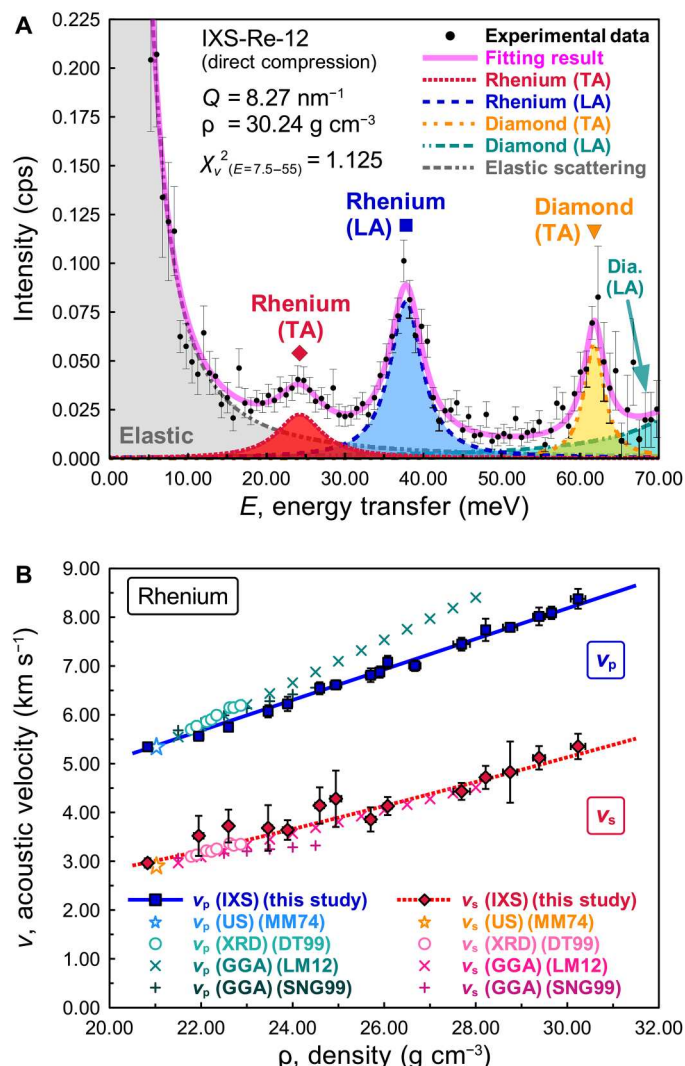 A
IXS-Re-12
(direct compression)
Q = 8.27 nm⁻¹
ρ = 30.24 g cm⁻³
χᵥ² (E=7.5–55) = 1.125
Experimental data
Fitting result
Rhenium (TA)
Rhenium (LA)
Diamond (TA)
Diamond (LA)
Elastic scattering
Rhenium
(LA)
Diamond
(TA)
Dia.
(LA)
Rhenium
(TA)
Elastic
Intensity (cps)
0.225
0.200
0.175
0.150
0.125
0.100
0.075
0.050
0.025
0.000
0.00 10.00 20.00 30.00 40.00 50.00 60.00 70.00
E, energy transfer (meV)
B
Rhenium
v, acoustic velocity (km s⁻¹)
9.00
8.00
7.00
6.00
5.00
4.00
3.00
2.00
1.00
0.00
vₚ
vₛ
vₚ (IXS) (this study)
vₚ (US) (MM74)
vₚ (XRD) (DT99)
vₚ (GGA) (LM12)
vₚ (GGA) (SNG99)
vₛ (IXS) (this study)
vₛ (US) (MM74)
vₛ (XRD) (DT99)
vₛ (GGA) (LM12)
vₛ (GGA) (SNG99)
20.00 22.00 24.00 26.00 28.00 30.00 32.00
ρ, density (g cm⁻³)